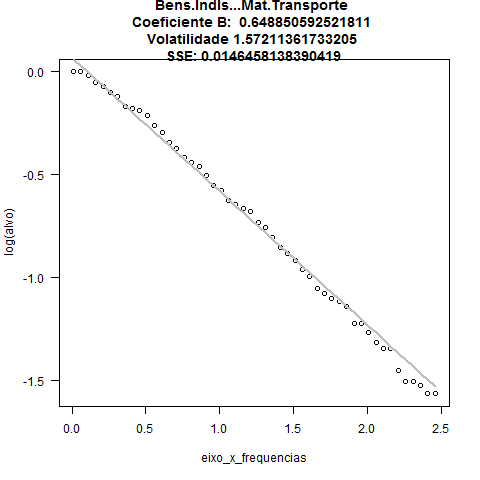 Bens.Indis...Mat.Transporte
Coeficiente B:  0.648850592521811
Volatilidade 1.57211361733205
SSE: 0.0146458138390419
0.0
-0.5
-1.0
-1.5
log(alvo)
0.0 0.5 1.0 1.5 2.0 2.5
eixo_x_frequencias